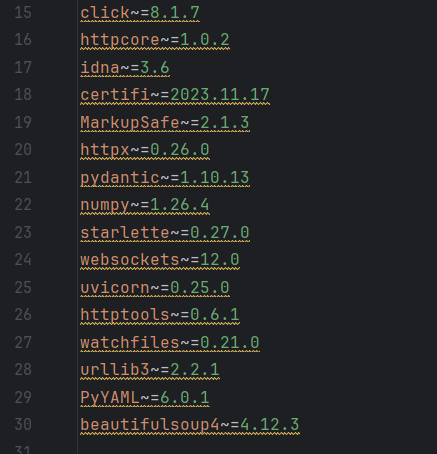 15 click~=8.1.7
16 httpcore~=1.0.2
17 idna~=3.6
18 certifi~=2023.11.17
19 MarkupSafe~=2.1.3
20 httpx~=0.26.0
21 pydantic~=1.10.13
22 numpy~=1.26.4
23 starlette~=0.27.0
24 websockets~=12.0
25 uvicorn~=0.25.0
26 httptools~=0.6.1
27 watchfiles~=0.21.0
28 urllib3~=2.2.1
29 PyYAML~=6.0.1
30 beautifulsoup4~=4.12.3
31